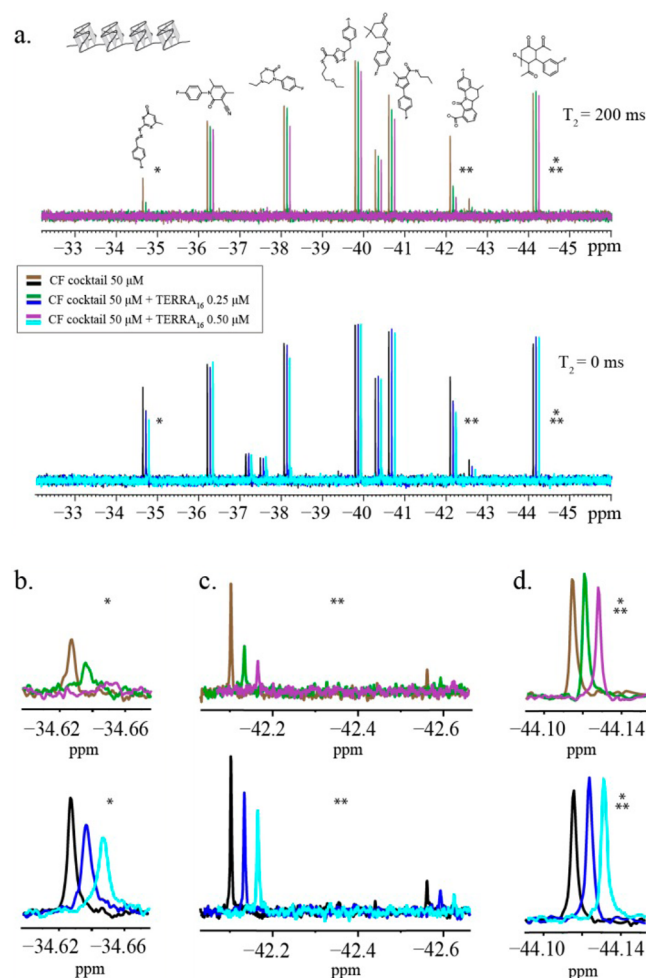 a.
T₂ = 200 ms
*
**
*
**
−33 −34 −35 −36 −37 −38 −39 −40 −41 −42 −43 −44 −45 ppm
CF cocktail 50 µM
CF cocktail 50 µM + TERRA₁₆ 0.25 µM
CF cocktail 50 µM + TERRA₁₆ 0.50 µM
T₂ = 0 ms
*
**
*
**
−33 −34 −35 −36 −37 −38 −39 −40 −41 −42 −43 −44 −45 ppm
b. c. d.
* ** *
**
−34.62 −34.66 −42.2 −42.6 −44.10 −44.14
ppm ppm ppm
* ** *
**
−34.62 −34.66 −42.2 −42.6 −44.10 −44.14
ppm ppm ppm